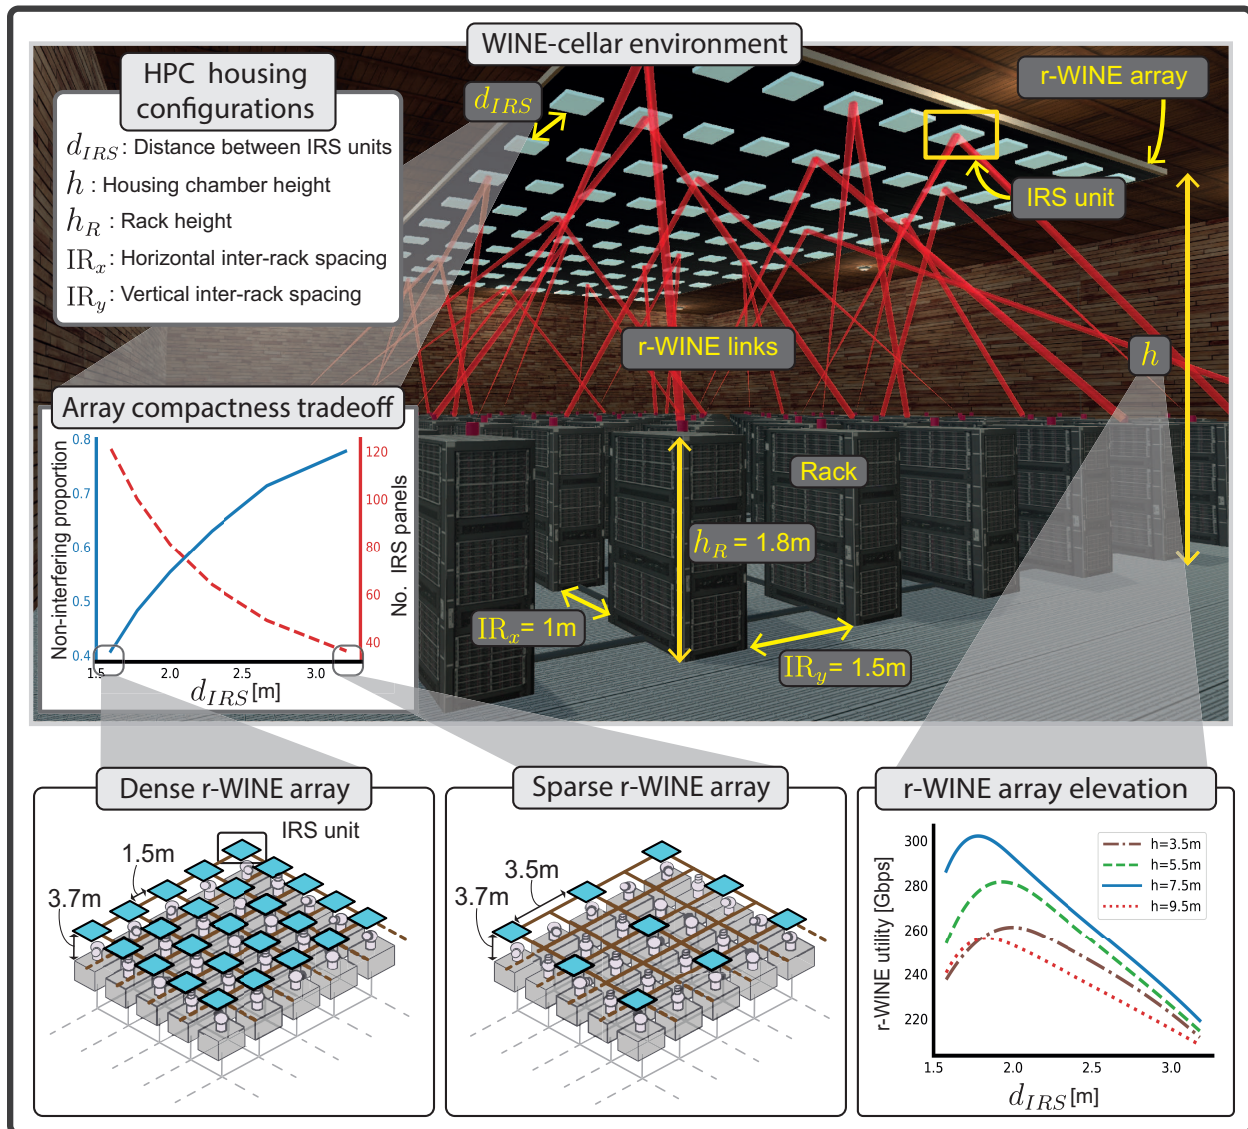 WINE-cellar environment
HPC housing
configurations
d_IRS : Distance between IRS units
h : Housing chamber height
h_R : Rack height
IR_x : Horizontal inter-rack spacing
IR_y : Vertical inter-rack spacing
d_IRS
r-WINE array
IRS unit
r-WINE links
h
Rack
h_R = 1.8m
IR_x = 1m
IR_y = 1.5m
Array compactness tradeoff
Non-interfering proportion
0.8
0.7
0.6
0.5
0.4
No. IRS panels
120
100
80
60
40
1.5 2.0 2.5 3.0
d_IRS [m]
Dense r-WINE array
IRS unit
1.5m
3.7m
Sparse r-WINE array
3.5m
3.7m
r-WINE array elevation
r-WINE utility [Gbps]
300
280
260
240
220
h=3.5m
h=5.5m
h=7.5m
h=9.5m
1.5 2.0 2.5 3.0
d_IRS [m]